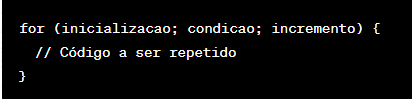 for (inicializacao; condicao; incremento) {
  // Código a ser repetido
}